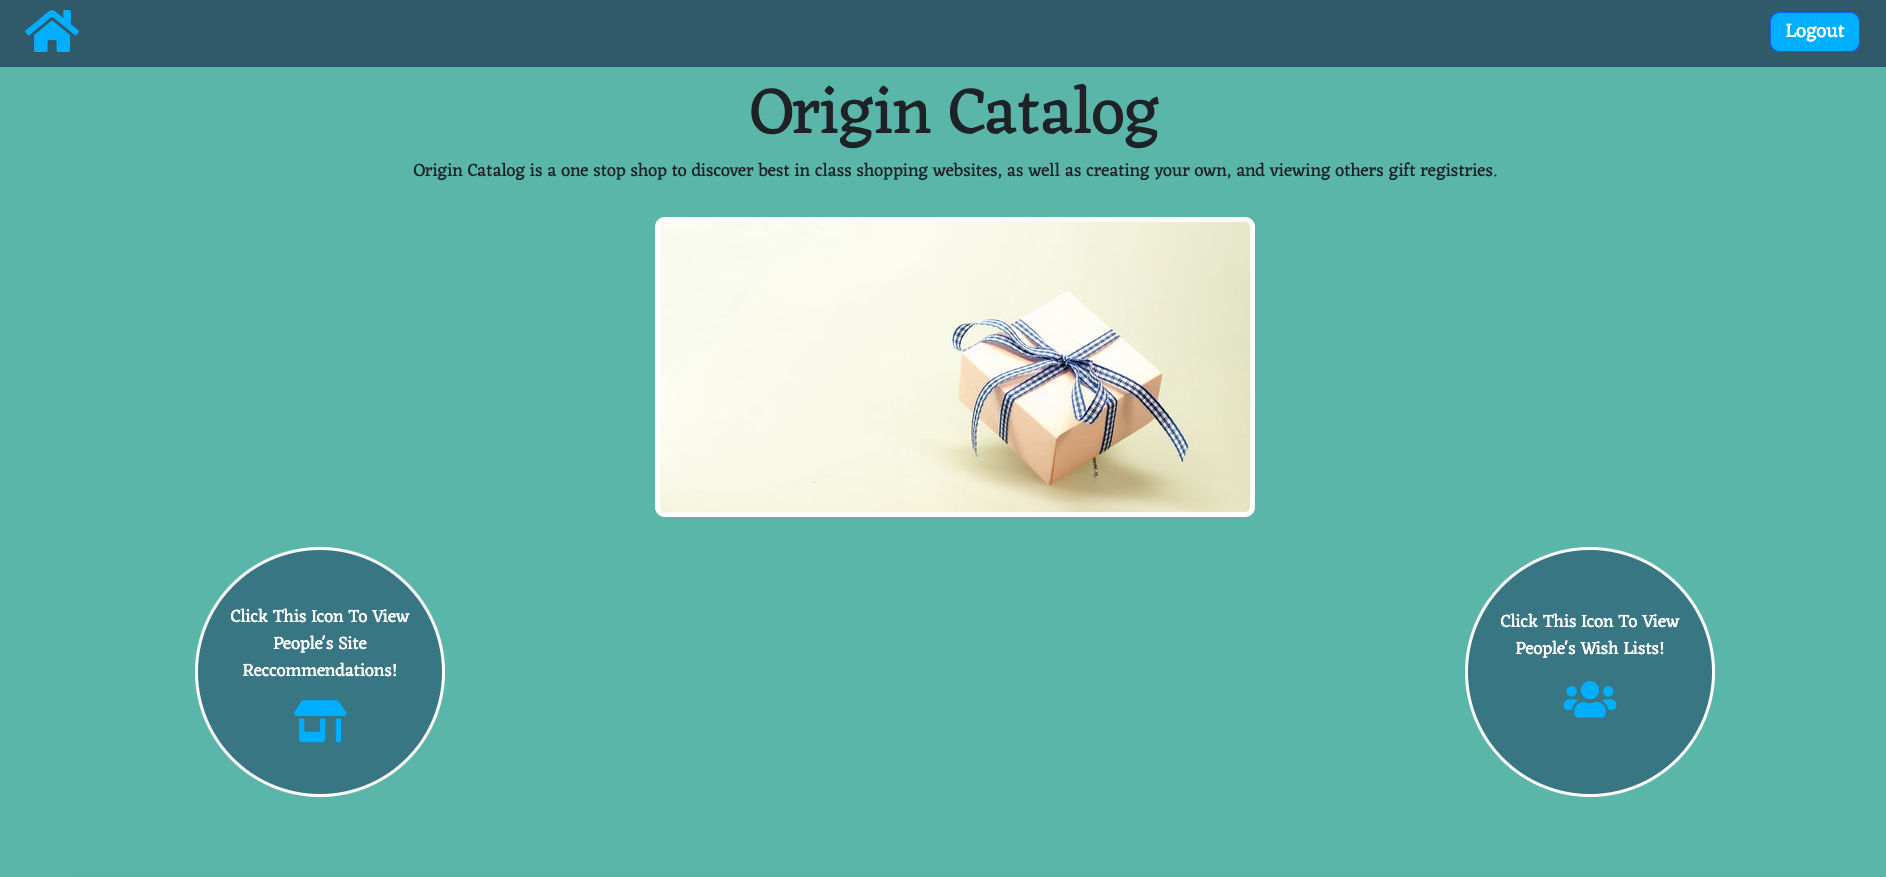 Logout
Origin Catalog
Origin Catalog is a one stop shop to discover best in class shopping websites, as well as creating your own, and viewing others gift registries.
Click This Icon To View
People's Site
Reccommendations!
Click This Icon To View
People's Wish Lists!